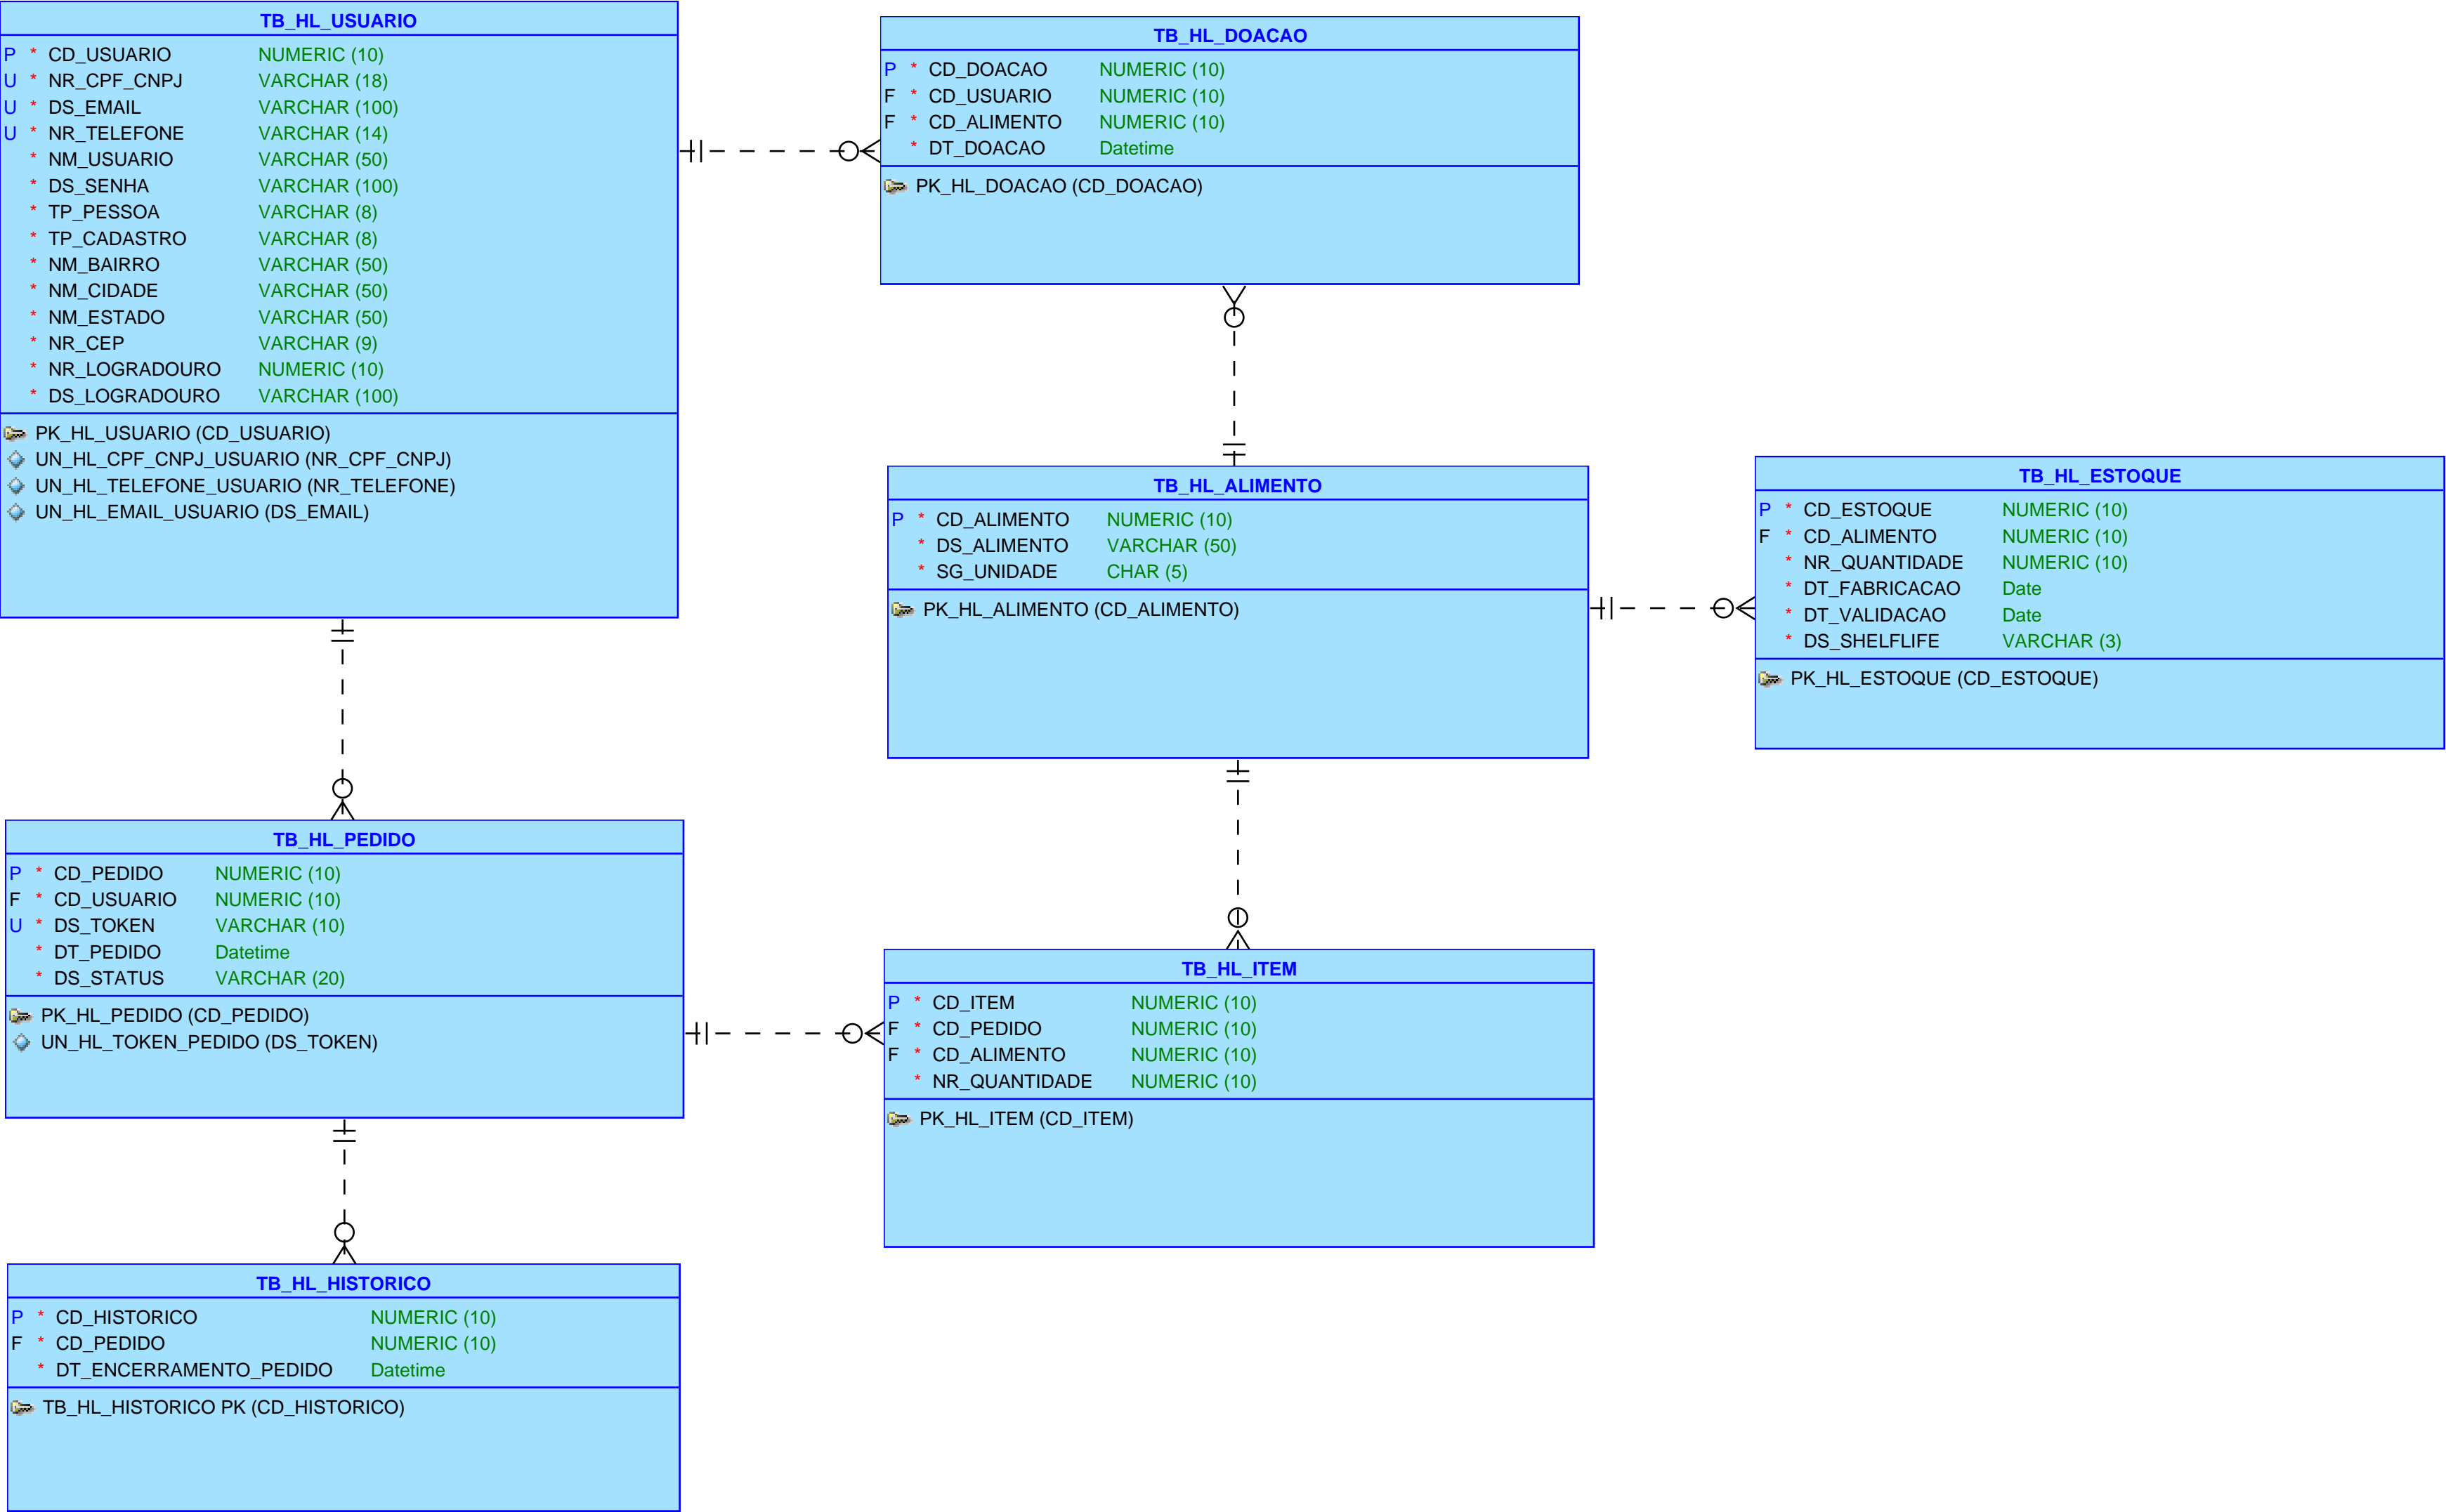 TB_HL_USUARIO
P * CD_USUARIO NUMERIC (10)
U * NR_CPF_CNPJ VARCHAR (18)
U * DS_EMAIL VARCHAR (100)
U * NR_TELEFONE VARCHAR (14)
* NM_USUARIO VARCHAR (50)
* DS_SENHA VARCHAR (100)
* TP_PESSOA VARCHAR (8)
* TP_CADASTRO VARCHAR (8)
* NM_BAIRRO VARCHAR (50)
* NM_CIDADE VARCHAR (50)
* NM_ESTADO VARCHAR (50)
* NR_CEP VARCHAR (9)
* NR_LOGRADOURO NUMERIC (10)
* DS_LOGRADOURO VARCHAR (100)
PK_HL_USUARIO (CD_USUARIO)
UN_HL_CPF_CNPJ_USUARIO (NR_CPF_CNPJ)
UN_HL_TELEFONE_USUARIO (NR_TELEFONE)
UN_HL_EMAIL_USUARIO (DS_EMAIL)
TB_HL_DOACAO
P * CD_DOACAO NUMERIC (10)
F * CD_USUARIO NUMERIC (10)
F * CD_ALIMENTO NUMERIC (10)
* DT_DOACAO Datetime
PK_HL_DOACAO (CD_DOACAO)
TB_HL_ALIMENTO
P * CD_ALIMENTO NUMERIC (10)
* DS_ALIMENTO VARCHAR (50)
* SG_UNIDADE CHAR (5)
PK_HL_ALIMENTO (CD_ALIMENTO)
TB_HL_ESTOQUE
P * CD_ESTOQUE NUMERIC (10)
F * CD_ALIMENTO NUMERIC (10)
* NR_QUANTIDADE NUMERIC (10)
* DT_FABRICACAO Date
* DT_VALIDACAO Date
* DS_SHELFLIFE VARCHAR (3)
PK_HL_ESTOQUE (CD_ESTOQUE)
TB_HL_PEDIDO
P * CD_PEDIDO NUMERIC (10)
F * CD_USUARIO NUMERIC (10)
U * DS_TOKEN VARCHAR (10)
* DT_PEDIDO Datetime
* DS_STATUS VARCHAR (20)
PK_HL_PEDIDO (CD_PEDIDO)
UN_HL_TOKEN_PEDIDO (DS_TOKEN)
TB_HL_ITEM
P * CD_ITEM NUMERIC (10)
F * CD_PEDIDO NUMERIC (10)
F * CD_ALIMENTO NUMERIC (10)
* NR_QUANTIDADE NUMERIC (10)
PK_HL_ITEM (CD_ITEM)
TB_HL_HISTORICO
P * CD_HISTORICO NUMERIC (10)
F * CD_PEDIDO NUMERIC (10)
* DT_ENCERRAMENTO_PEDIDO Datetime
TB_HL_HISTORICO PK (CD_HISTORICO)